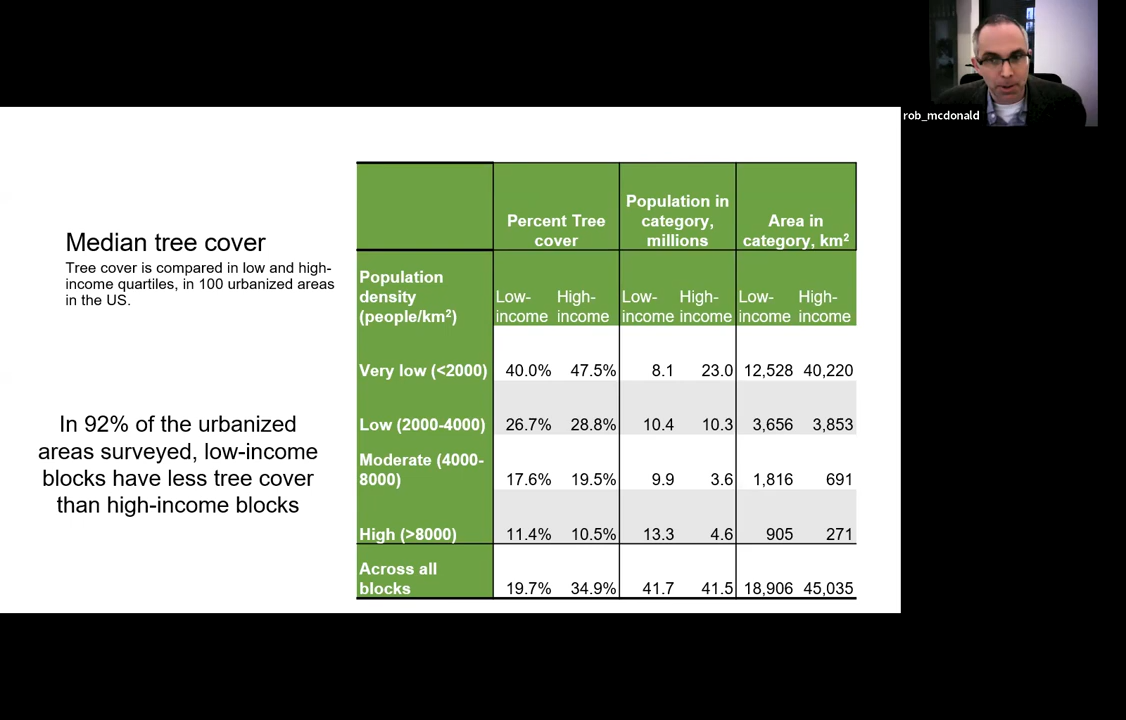 rob_mcdonald
Median tree cover
Tree cover is compared in low and high-
income quartiles, in 100 urbanized areas
in the US.
In 92% of the urbanized
areas surveyed, low-income
blocks have less tree cover
than high-income blocks
Percent Tree
cover
Population in
category,
millions
Area in
category, km²
Population
density
(people/km²)
Low-
income
High-
income
Low-
income
High-
income
Low-
income
High-
income
Very low (<2000) 40.0% 47.5% 8.1 23.0 12,528 40,220
Low (2000-4000) 26.7% 28.8% 10.4 10.3 3,656 3,853
Moderate (4000-
8000) 17.6% 19.5% 9.9 3.6 1,816 691
High (>8000) 11.4% 10.5% 13.3 4.6 905 271
Across all
blocks 19.7% 34.9% 41.7 41.5 18,906 45,035